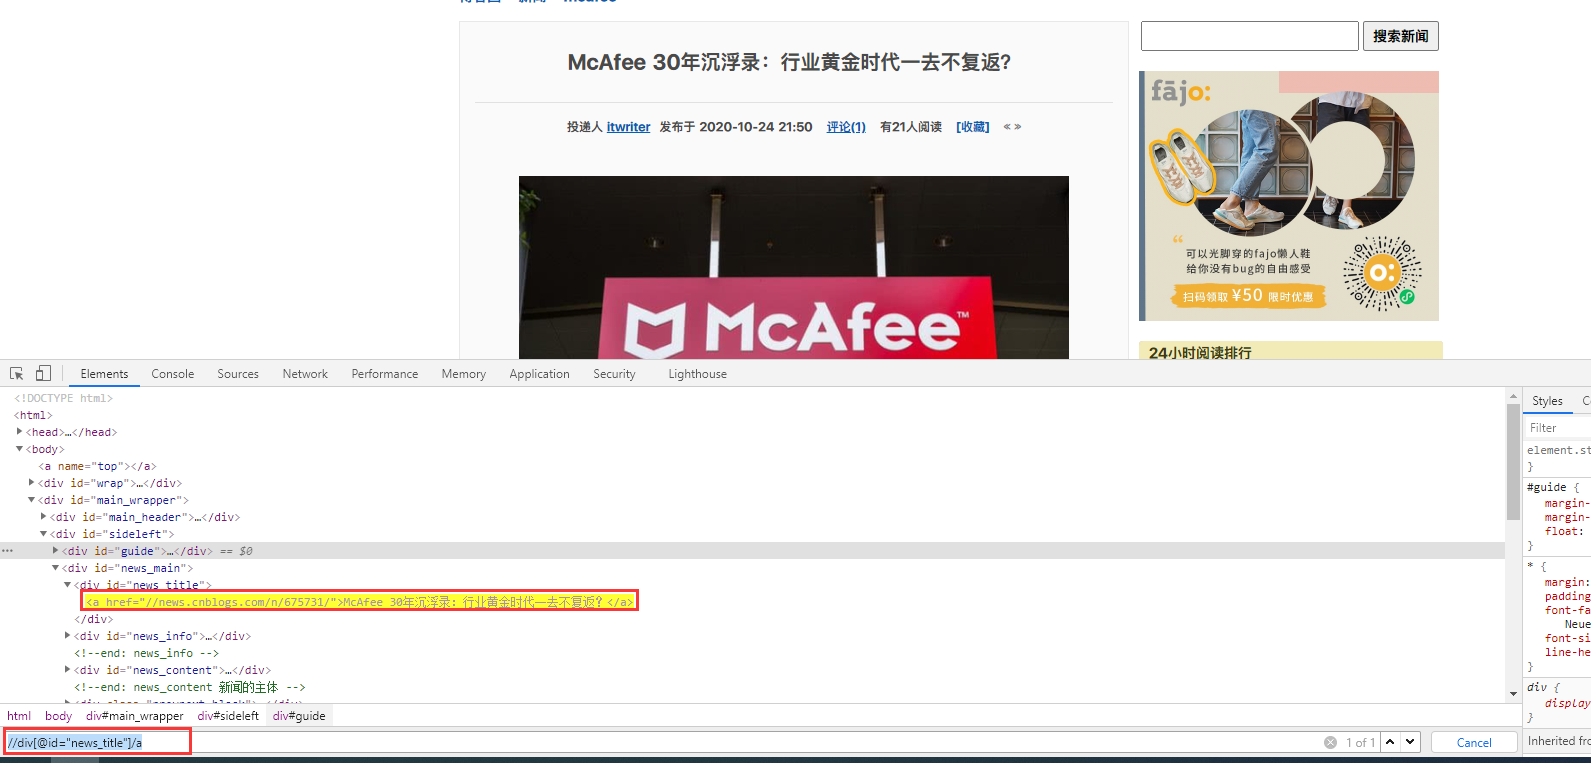 McAfee 30年沉浮录：行业黄金时代一去不复返？
投递人 itwriter 发布于 2020-10-24 21:50 评论(1) 有21人阅读 [收藏] « »
McAfee™
搜索新闻
fājo:
可以光脚穿的fajo懒人鞋
给你没有bug的自由感受
扫码领取 ¥50 限时优惠
24小时阅读排行
Elements Console Sources Network Performance Memory Application Security Lighthouse
<!DOCTYPE html>
<html>
<head>…</head>
<body>
<a name="top"></a>
<div id="wrap">…</div>
<div id="main_wrapper">
<div id="main_header">…</div>
<div id="sideleft">
<div id="guide">…</div> == $0
<div id="news_main">
<div id="news_title">
<a href="//news.cnblogs.com/n/675731/">McAfee 30年沉浮录：行业黄金时代一去不复返？</a>
</div>
<div id="news_info">…</div>
<!--end: news_info -->
<div id="news_content">…</div>
<!--end: news_content 新闻的主体 -->
html body div#main_wrapper div#sideleft div#guide
//div[@id="news_title"]/a
1 of 1
Cancel
Styles
Filter
element.st
}
#guide {
margin-
margin-
float:
}
* {
margin:
padding
font-fa
Neue
font-si
line-he
}
div {
display
}
Inherited fro